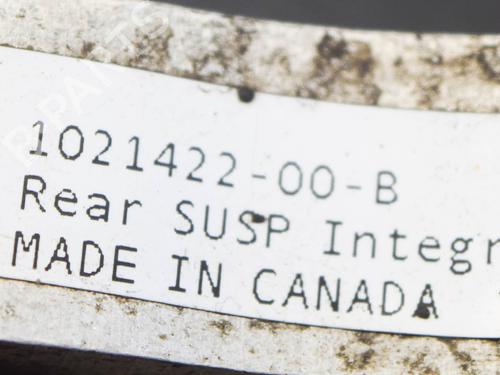 1021422-00-B
Rear SUSP Integr
MADE IN CANADA